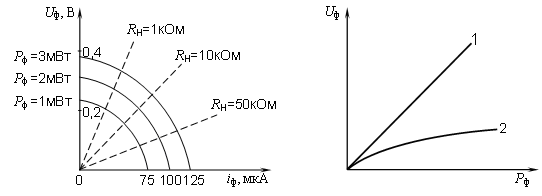 Uф, В
Rн=1кОм
Pф=3мВт
0,4
Rн=10кОм
Pф=2мВт
Pф=1мВт
0,2
Rн=50кОм
0
75
100
125
iф, мкА
Uф
1
2
0
Pф